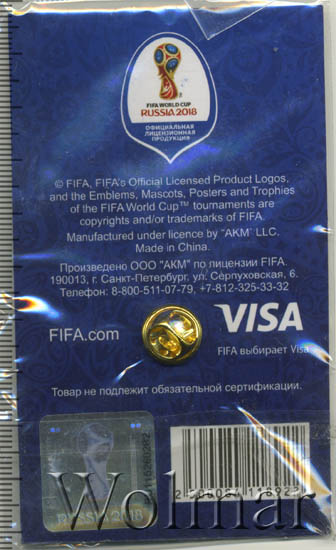 FIFA WORLD CUP
RUSSIA 2018
ОФИЦИАЛЬНАЯ
ЛИЦЕНЗИОННАЯ
ПРОДУКЦИЯ
© FIFA, FIFA's Official Licensed Product Logos,
and the Emblems, Mascots, Posters and Trophies
of the FIFA World Cup™ tournaments are
copyrights and/or trademarks of FIFA.
Manufactured under licence by "AKM" LLC.
Made in China.
Произведено ООО "АКМ" по лицензии FIFA.
190013, г. Санкт-Петербург, ул. Серпуховская, 6.
Телефон: 8-800-511-07-79, +7-812-325-33-32
FIFA.com
VISA
FIFA выбирает Visa
Товар не подлежит обязательной сертификации.
RUSSIA 2018
Wolmar